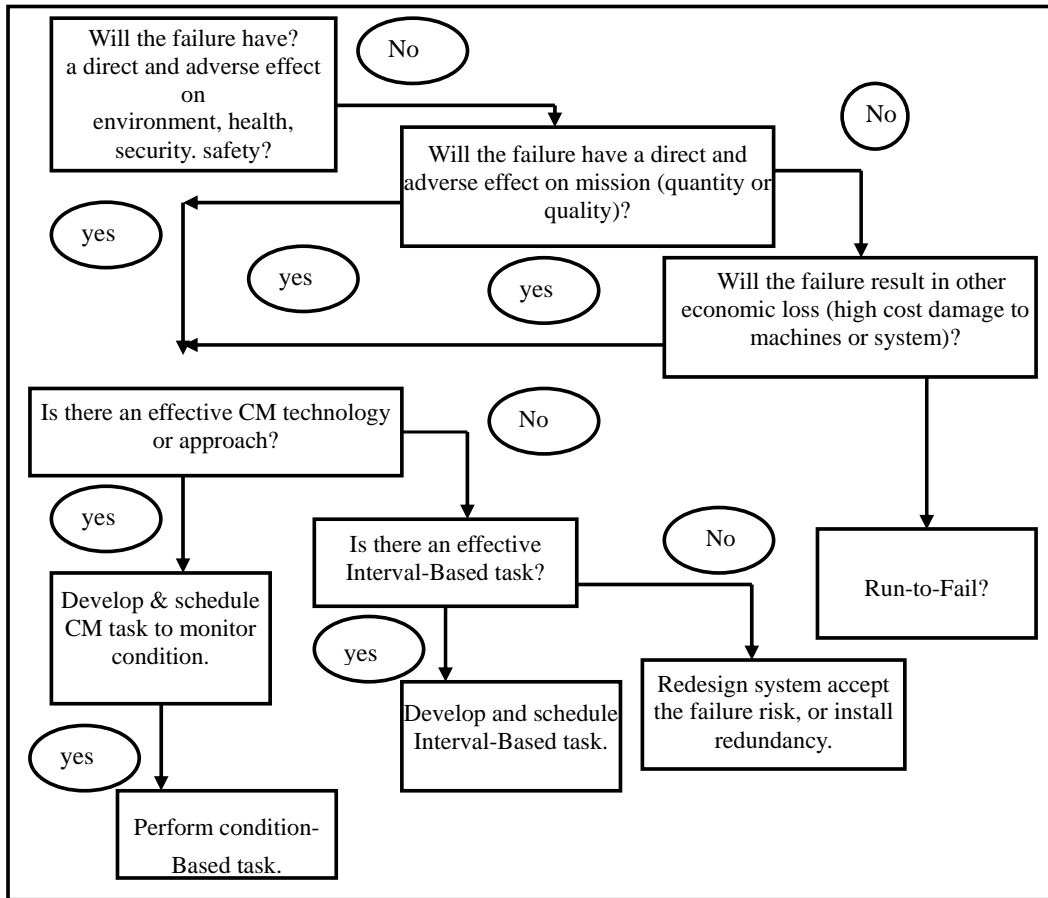 Will the failure have?
a direct and adverse effect
on
environment, health,
security. safety?
No
No
Will the failure have a direct and
adverse effect on mission (quantity or
quality)?
yes
yes
yes
Will the failure result in other
economic loss (high cost damage to
machines or system)?
Is there an effective CM technology
or approach?
No
yes
Is there an effective
Interval-Based task?
No
Run-to-Fail?
Develop & schedule
CM task to monitor
condition.
yes
Develop and schedule
Interval-Based task.
Redesign system accept
the failure risk, or install
redundancy.
yes
Perform condition-
Based task.